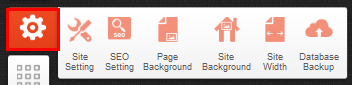 SEO
Site Setting
SEO Setting
Page Background
Site Background
Site Width
Database Backup